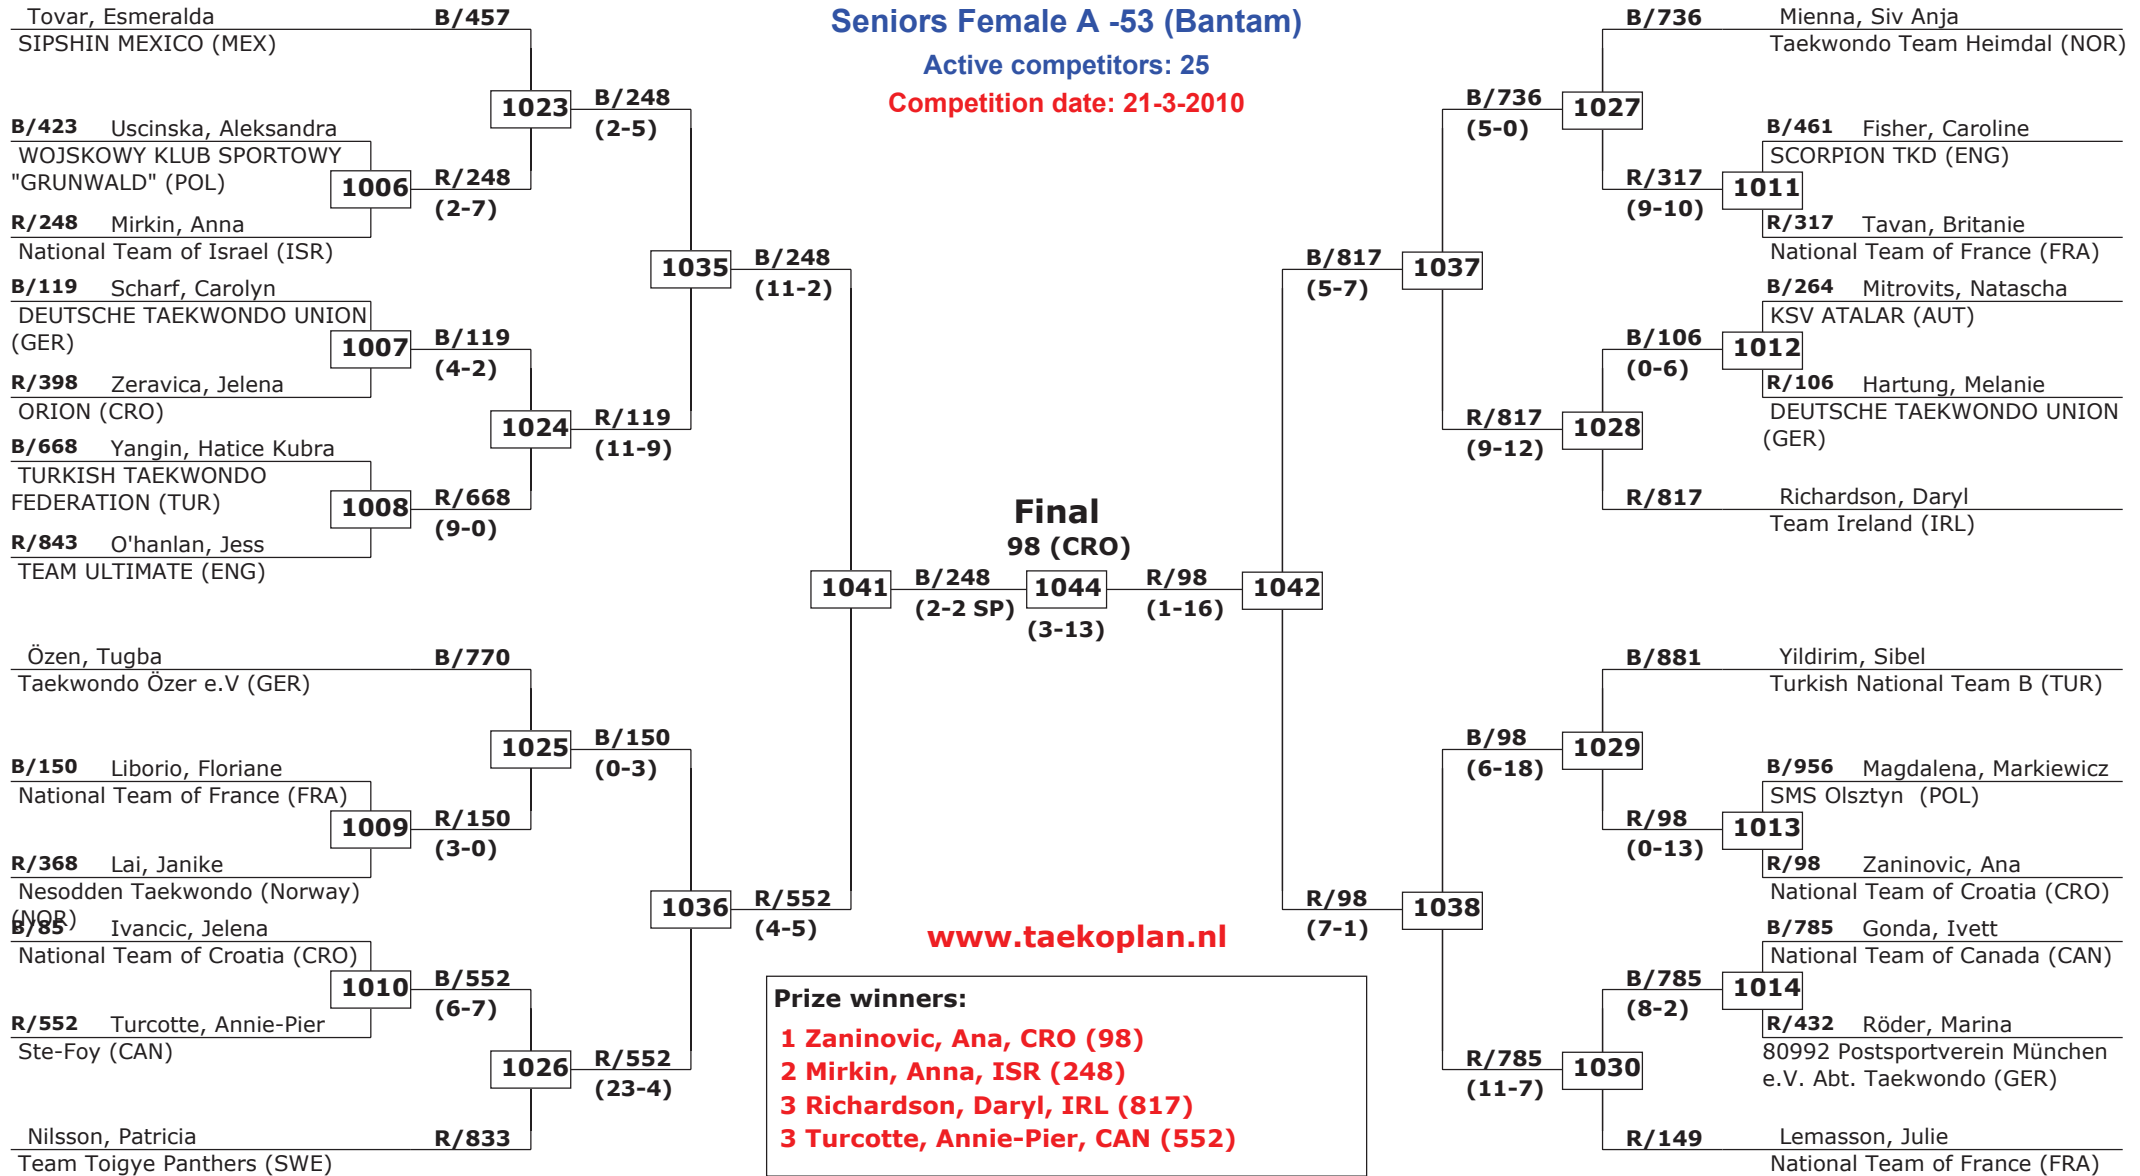 Seniors Female A -53 (Bantam)
Active competitors: 25
Competition date: 21-3-2010
Tovar, Esmeralda
B/457
SIPSHIN MEXICO (MEX)
1023
B/248
(2-5)
B/423 Uscinska, Aleksandra
WOJSKOWY KLUB SPORTOWY
"GRUNWALD" (POL)
1006
R/248
(2-7)
R/248 Mirkin, Anna
National Team of Israel (ISR)
1035
B/248
(11-2)
B/119 Scharf, Carolyn
DEUTSCHE TAEKWONDO UNION
(GER)
1007
B/119
(4-2)
R/398 Zeravica, Jelena
ORION (CRO)
1024
R/119
(11-9)
B/668 Yangin, Hatice Kubra
TURKISH TAEKWONDO
FEDERATION (TUR)
1008
R/668
(9-0)
R/843 O'hanlan, Jess
TEAM ULTIMATE (ENG)
1041
B/248
(2-2 SP)
Final
98 (CRO)
1044
(3-13)
R/98
(1-16)
1042
Özen, Tugba
B/770
Taekwondo Özer e.V (GER)
1025
B/150
(0-3)
B/150 Liborio, Floriane
National Team of France (FRA)
1009
R/150
(3-0)
R/368 Lai, Janike
Nesodden Taekwondo (Norway)
(NOR)
1036
R/552
(4-5)
B/85 Ivancic, Jelena
National Team of Croatia (CRO)
1010
B/552
(6-7)
R/552 Turcotte, Annie-Pier
Ste-Foy (CAN)
1026
R/552
(23-4)
Nilsson, Patricia
R/833
Team Toigye Panthers (SWE)
B/736
Mienna, Siv Anja
Taekwondo Team Heimdal (NOR)
B/736
(5-0)
1027
B/461 Fisher, Caroline
SCORPION TKD (ENG)
R/317
(9-10)
1011
R/317 Tavan, Britanie
National Team of France (FRA)
B/817
(5-7)
1037
B/264 Mitrovits, Natascha
KSV ATALAR (AUT)
B/106
(0-6)
1012
R/106 Hartung, Melanie
DEUTSCHE TAEKWONDO UNION
(GER)
R/817
(9-12)
1028
R/817
Richardson, Daryl
Team Ireland (IRL)
B/881
Yildirim, Sibel
Turkish National Team B (TUR)
B/98
(6-18)
1029
B/956 Magdalena, Markiewicz
SMS Olsztyn (POL)
R/98
(0-13)
1013
R/98 Zaninovic, Ana
National Team of Croatia (CRO)
R/98
(7-1)
1038
B/785 Gonda, Ivett
National Team of Canada (CAN)
B/785
(8-2)
1014
R/432 Röder, Marina
80992 Postsportverein München
e.V. Abt. Taekwondo (GER)
R/785
(11-7)
1030
R/149
Lemasson, Julie
National Team of France (FRA)
www.taekoplan.nl
Prize winners:
1 Zaninovic, Ana, CRO (98)
2 Mirkin, Anna, ISR (248)
3 Richardson, Daryl, IRL (817)
3 Turcotte, Annie-Pier, CAN (552)